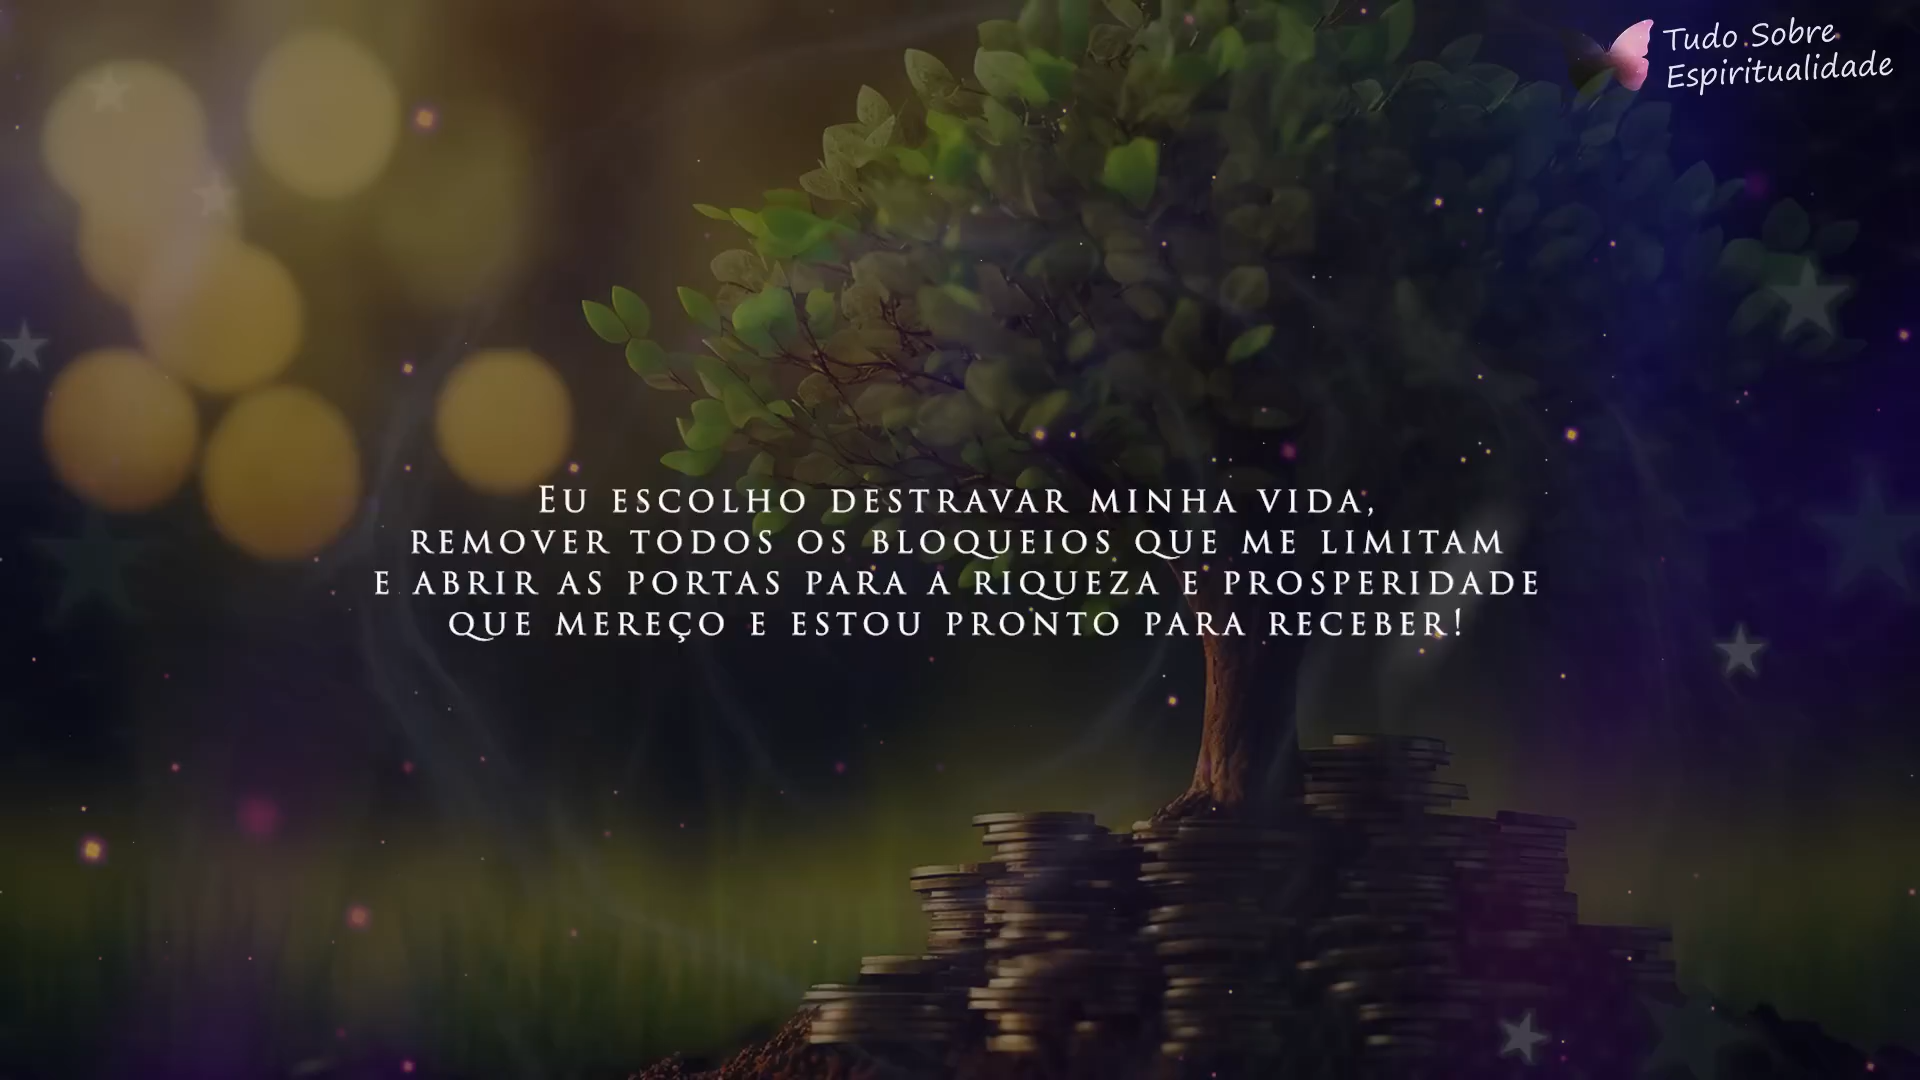 Tudo Sobre
Espiritualidade
Eu escolho destravar minha vida,
remover todos os bloqueios que me limitam
e abrir as portas para a riqueza e prosperidade
que mereço e estou pronto para receber!